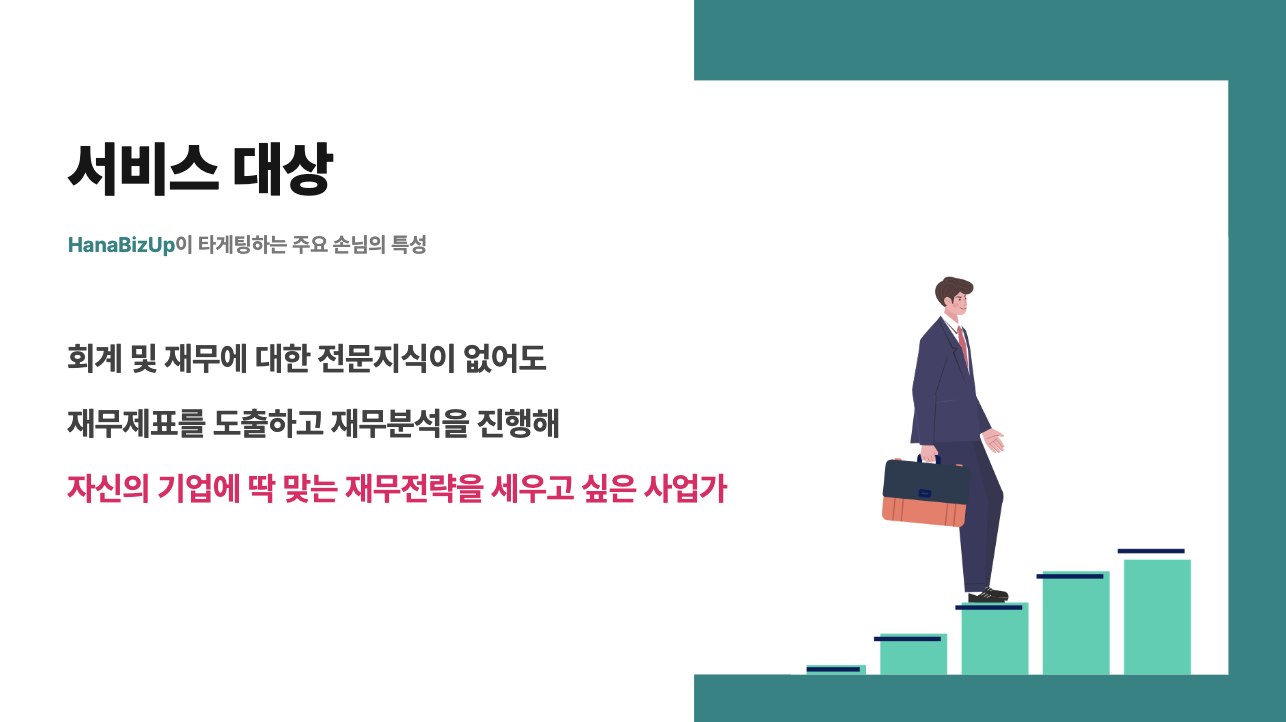 서비스 대상
HanaBizUp이 타게팅하는 주요 손님의 특성
회계 및 재무에 대한 전문지식이 없어도
재무제표를 도출하고 재무분석을 진행해
자신의 기업에 딱 맞는 재무전략을 세우고 싶은 사업가